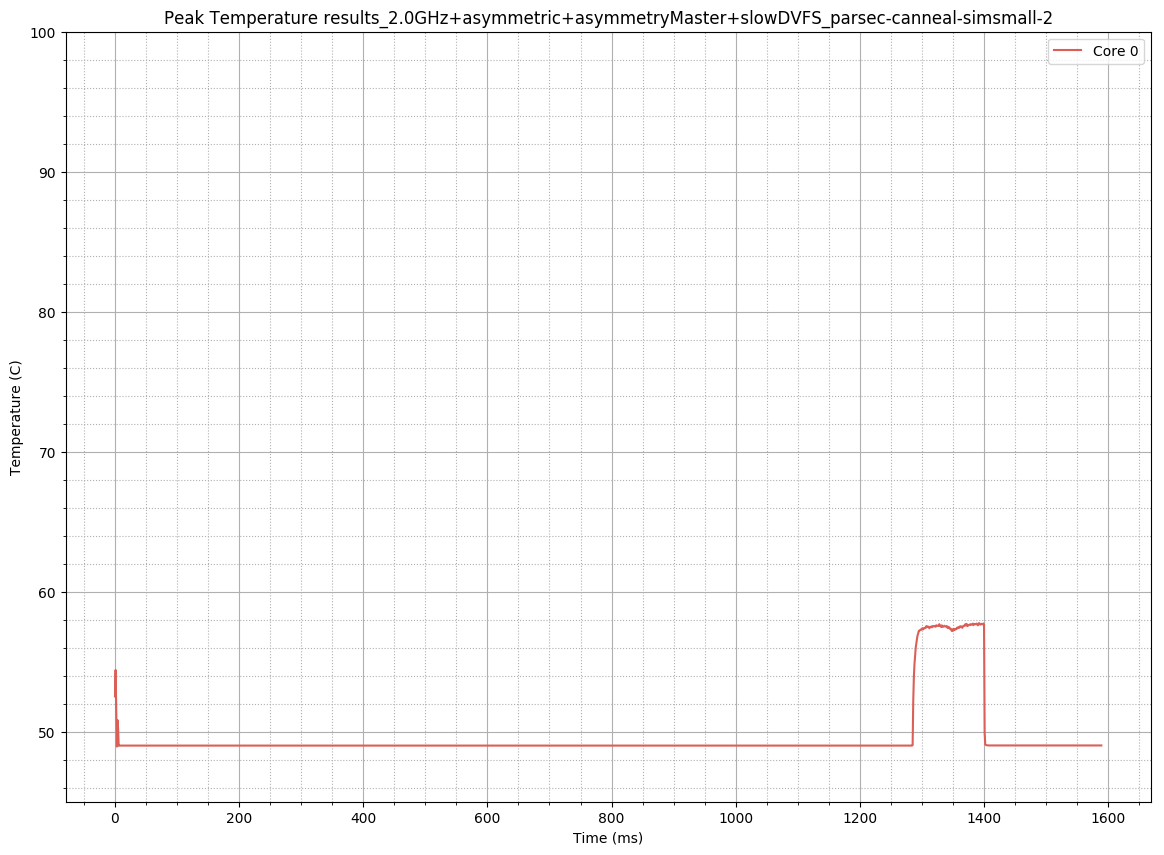 Peak Temperature results_2.0GHz+asymmetric+asymmetryMaster+slowDVFS_parsec-canneal-simsmall-2
Core 0
100
90
80
70
60
50
Temperature (C)
0 200 400 600 800 1000 1200 1400 1600
Time (ms)